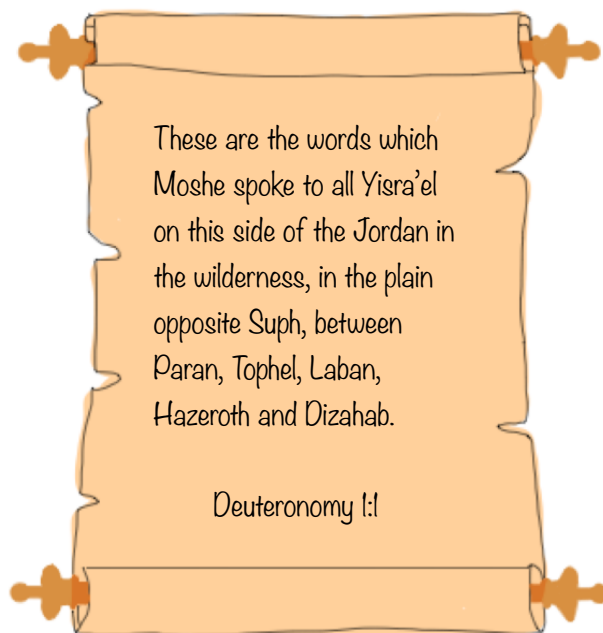 These are the words which
Moshe spoke to all Yisra’el
on this side of the Jordan in
the wilderness, in the plain
opposite Suph, between
Paran, Tophel, Laban,
Hazeroth and Dizahab.
Deuteronomy 1:1